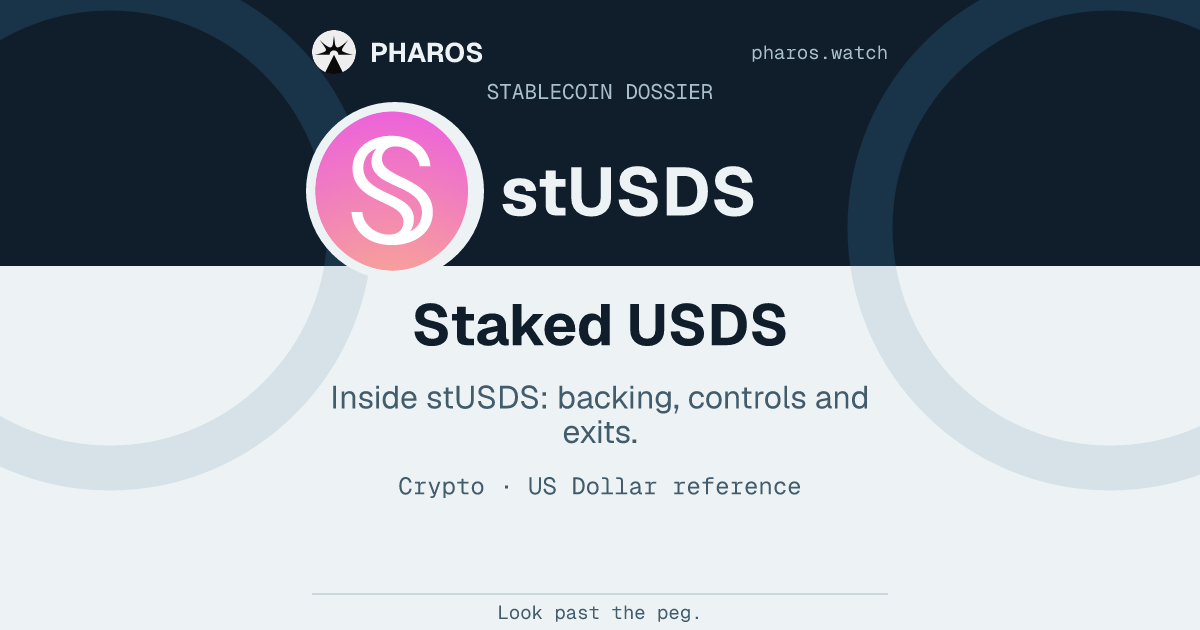 PHAROS
pharos.watch
STABLECOIN DOSSIER
stUSDS
Staked USDS
Inside stUSDS: backing, controls and
exits.
Crypto · US Dollar reference
Look past the peg.